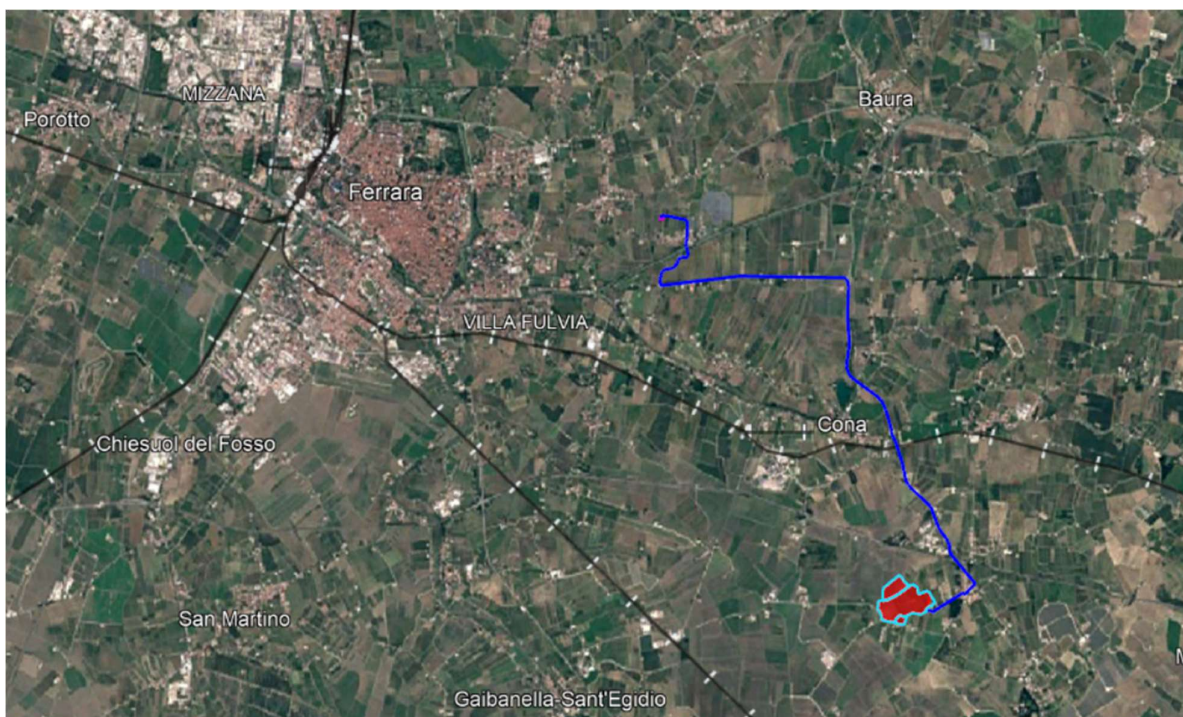 MIZZANA
Baura
Porotto
Ferrara
VILLA FULVIA
Cona
Chiesuol del Fosso
San Martino
Gaibanella-Sant'Egidio
M